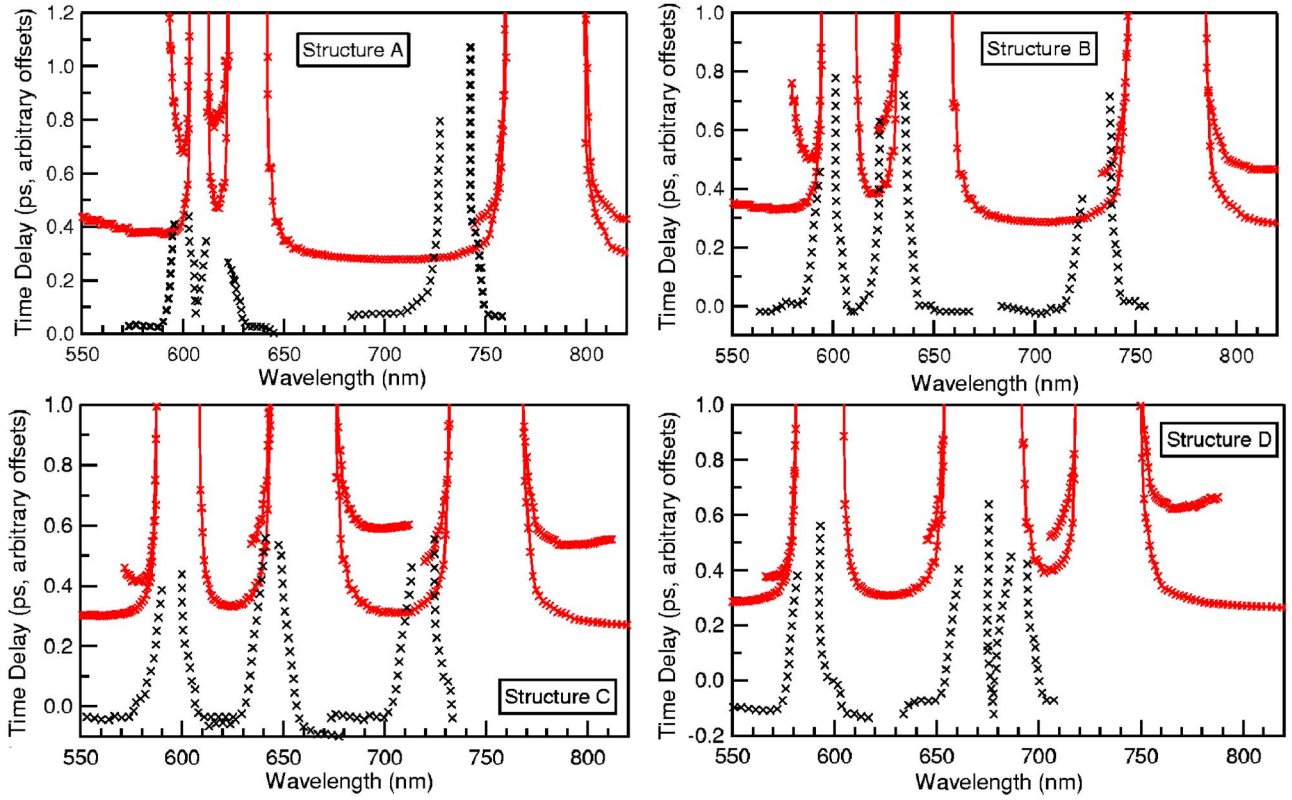 Time Delay (ps, arbitrary offsets)
1.2
1.0
0.8
0.6
0.4
0.2
0.0
Structure A
550 600 650 700 750 800
Wavelength (nm)
Time Delay (ps, arbitrary offsets)
1.0
0.8
0.6
0.4
0.2
0.0
Structure B
550 600 650 700 750 800
Wavelength (nm)
Time Delay (ps, arbitrary offsets)
1.0
0.8
0.6
0.4
0.2
0.0
Structure C
550 600 650 700 750 800
Wavelength (nm)
Time Delay (ps, arbitrary offsets)
1.0
0.8
0.6
0.4
0.2
0.0
-0.2
Structure D
550 600 650 700 750 800
Wavelength (nm)